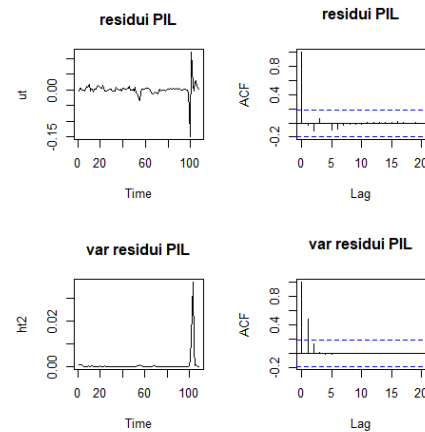 residui PIL
ut
0.00
-0.15
0 20 60 100
Time
residui PIL
ACF
0.8
0.4
-0.2
0 5 10 15 20
Lag
var residui PIL
ht2
0.02
0.00
0 20 60 100
Time
var residui PIL
ACF
0.8
0.4
-0.2
0 5 10 15 20
Lag